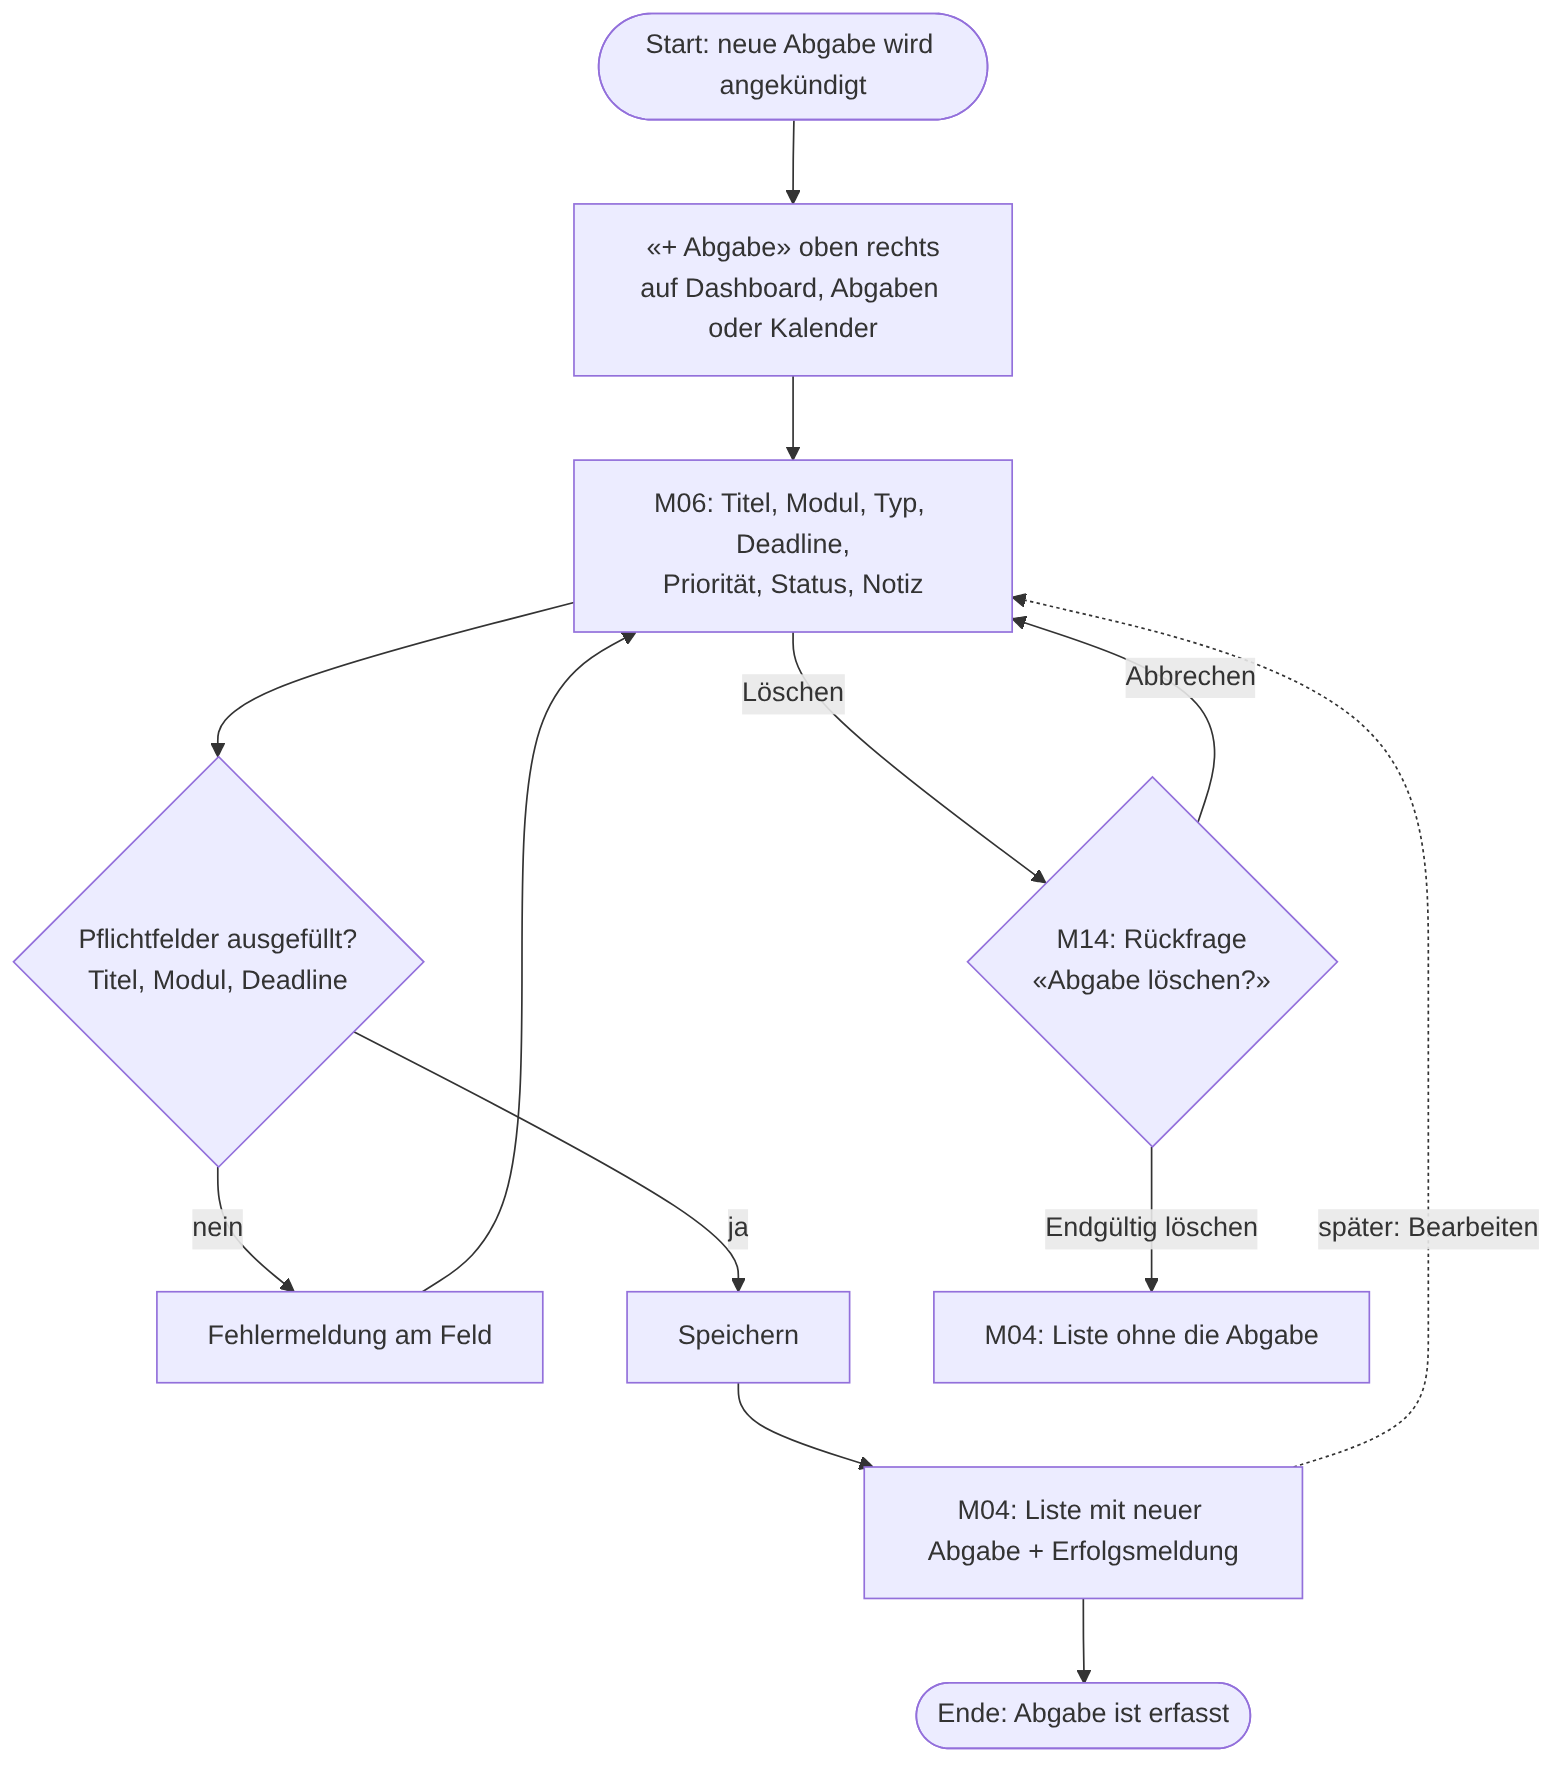 Start: neue Abgabe wird
angekündigt
«+ Abgabe» oben rechts
auf Dashboard, Abgaben
oder Kalender
M06: Titel, Modul, Typ,
Deadline,
Priorität, Status, Notiz
Löschen
Abbrechen
Pflichtfelder ausgefüllt?
Titel, Modul, Deadline
M14: Rückfrage
«Abgabe löschen?»
nein
ja
Endgültig löschen
später: Bearbeiten
Fehlermeldung am Feld
Speichern
M04: Liste ohne die Abgabe
M04: Liste mit neuer
Abgabe + Erfolgsmeldung
Ende: Abgabe ist erfasst